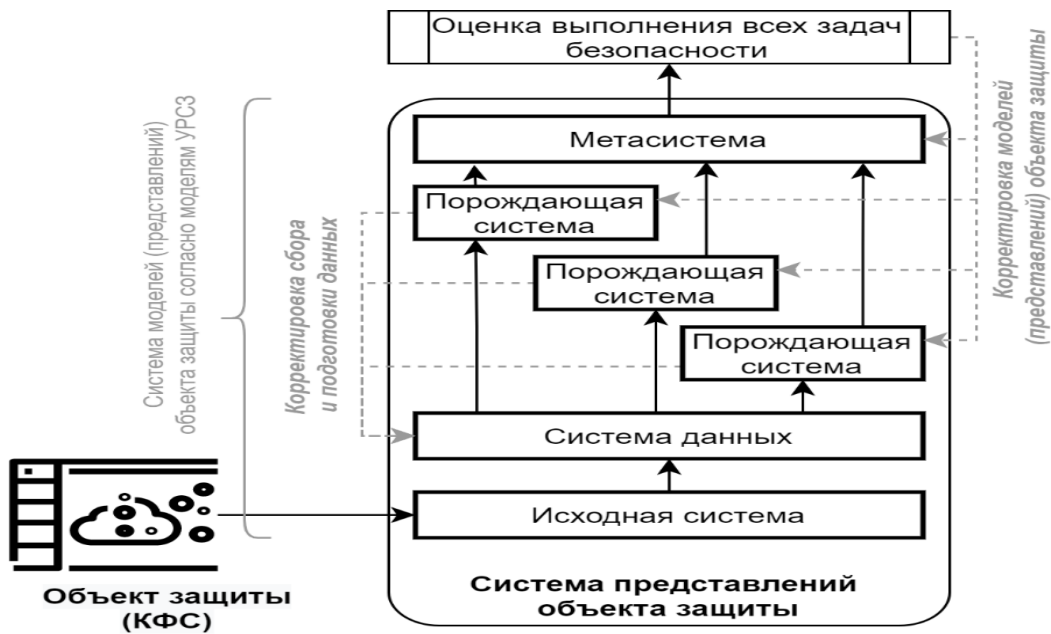 Оценка выполнения всех задач
безопасности
Система моделей (представлений)
объекта защиты согласно моделям УРСЗ
Корректировка сбора
и подготовки данных
Метасистема
Порождающая
система
Порождающая
система
Порождающая
система
Система данных
Исходная система
Корректировка моделей
(представлений) объекта защиты
Объект защиты
(КФС)
Система представлений
объекта защиты